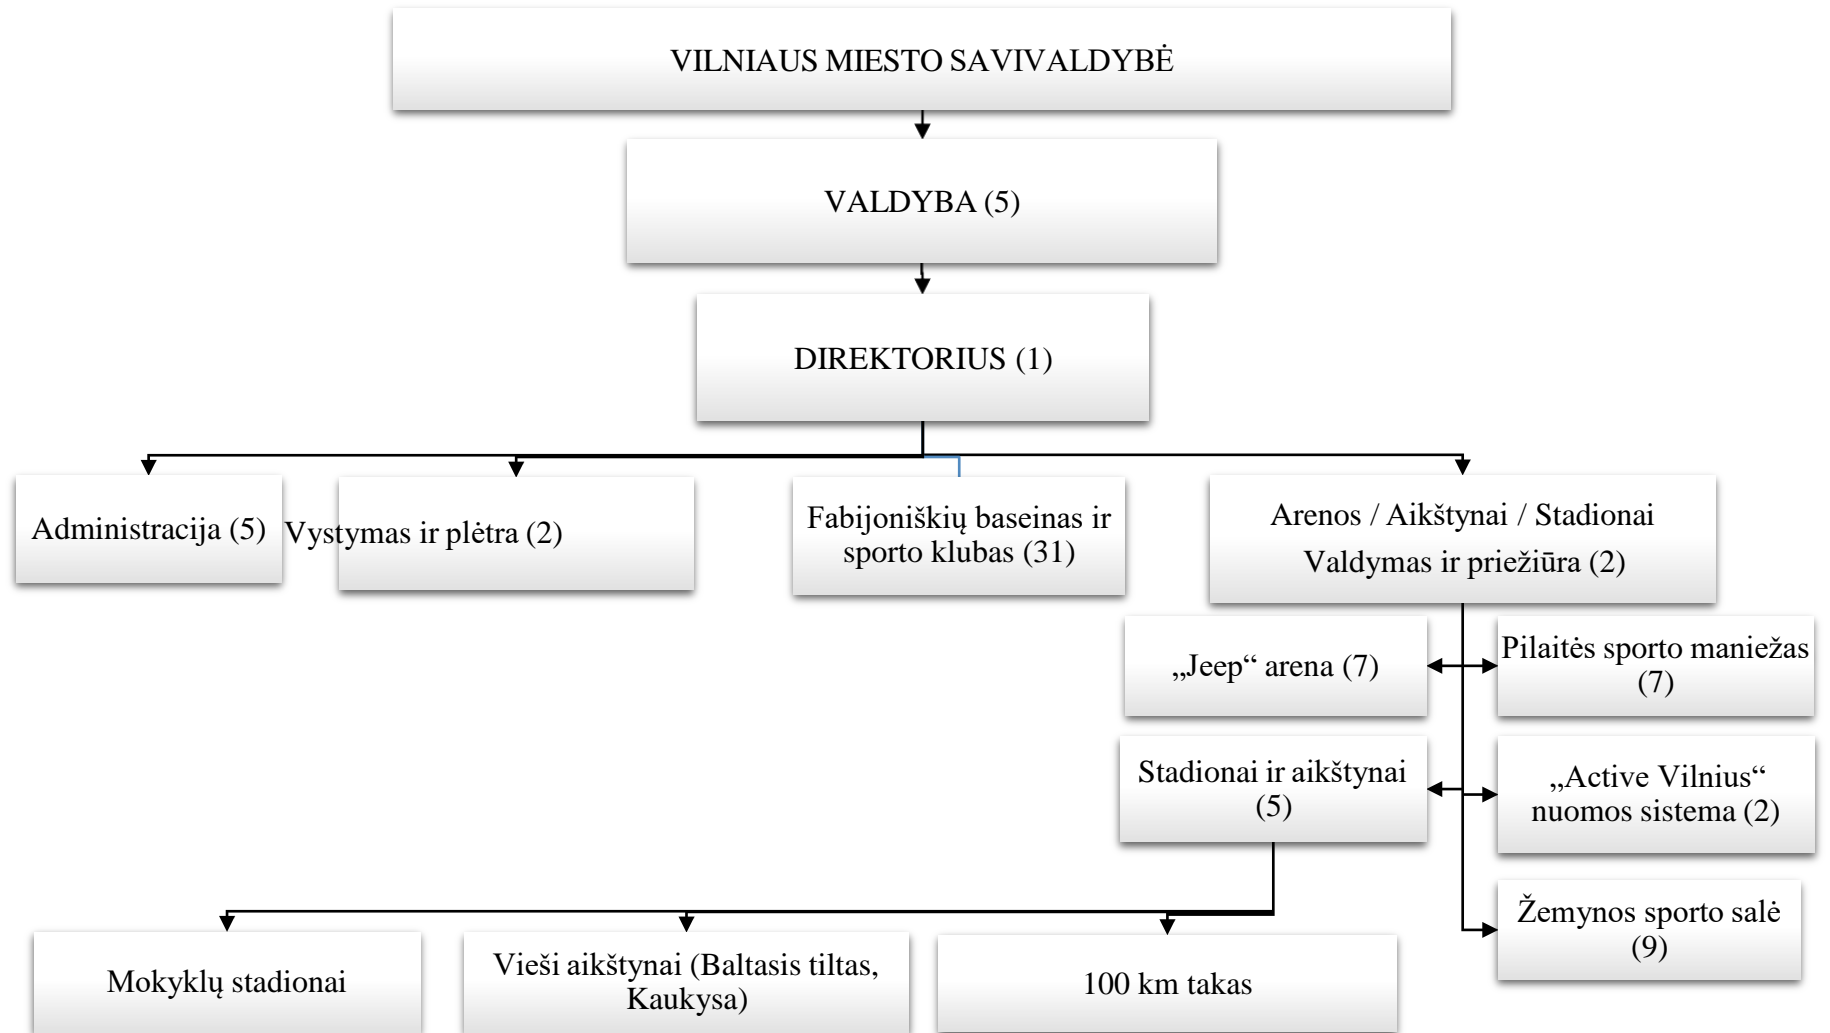 VILNIAUS MIESTO SAVIVALDYBĖ
VALDYBA (5)
DIREKTORIUS (1)
Administracija (5)
Vystymas ir plėtra (2)
Fabijoniškių baseinas ir
sporto klubas (31)
Arenos / Aikštynai / Stadionai
Valdymas ir priežiūra (2)
„Jeep“ arena (7)
Pilaitės sporto maniežas
(7)
Stadionai ir aikštynai
(5)
„Active Vilnius“
nuomos sistema (2)
Žemynos sporto salė
(9)
Mokyklų stadionai
Vieši aikštynai (Baltasis tiltas,
Kaukysa)
100 km takas